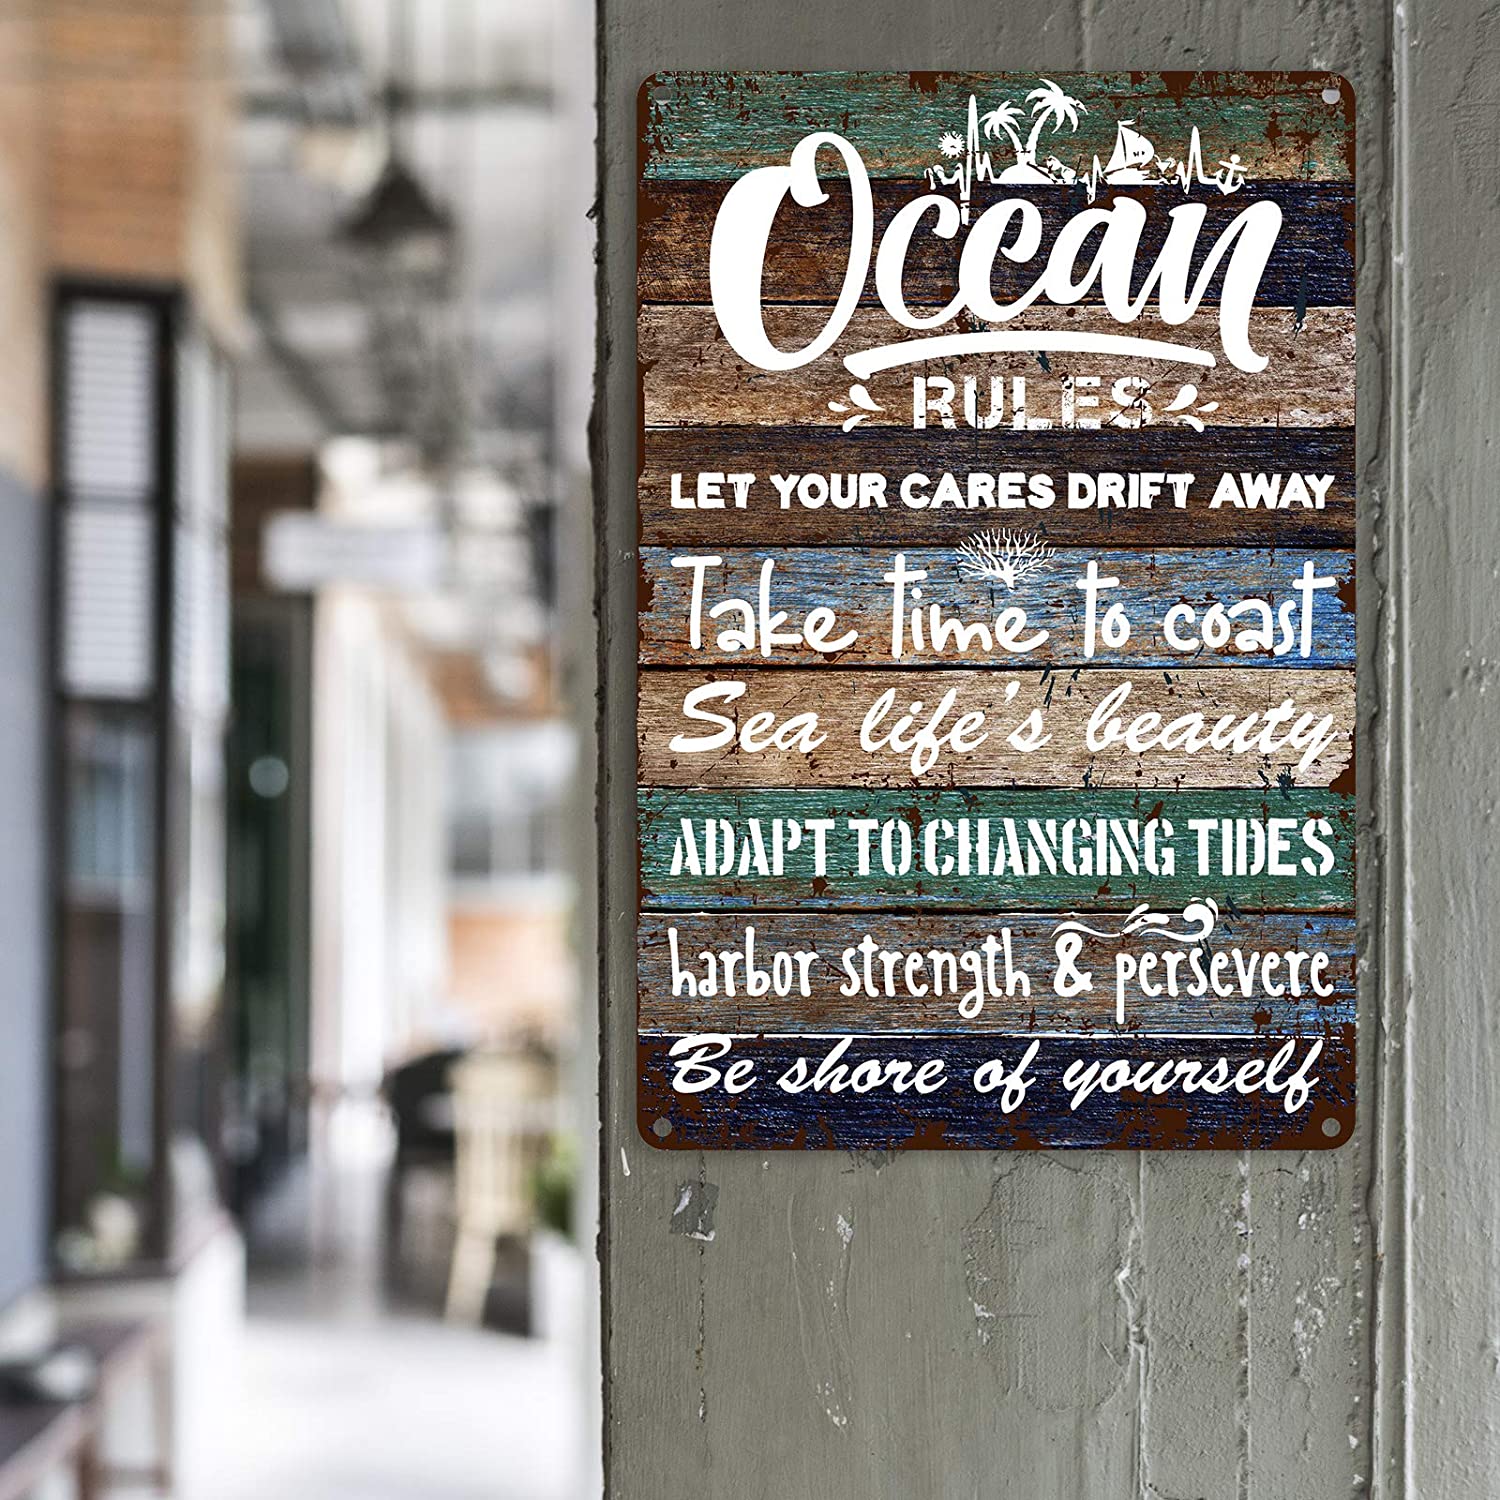 Ocean
RULES
LET YOUR CARES DRIFT AWAY
Take time to coast
Sea life's beauty
ADAPT TO CHANGING TIDES
harbor strength & persevere
Be shore of yourself